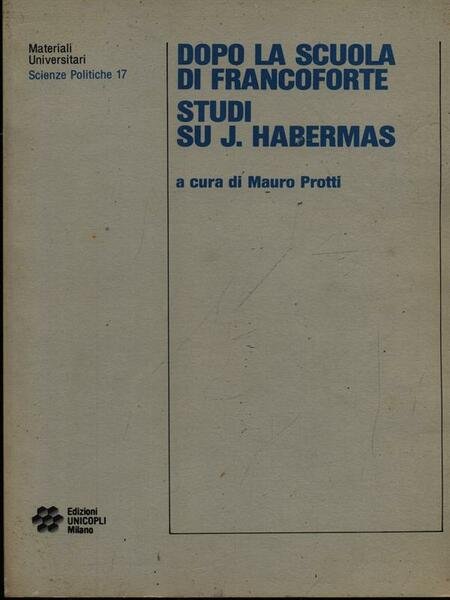 Materiali
Universitari
Scienze Politiche 17
DOPO LA SCUOLA
DI FRANCOFORTE
STUDI
SU J. HABERMAS
a cura di Mauro Protti
Edizioni
UNICOPLI
Milano